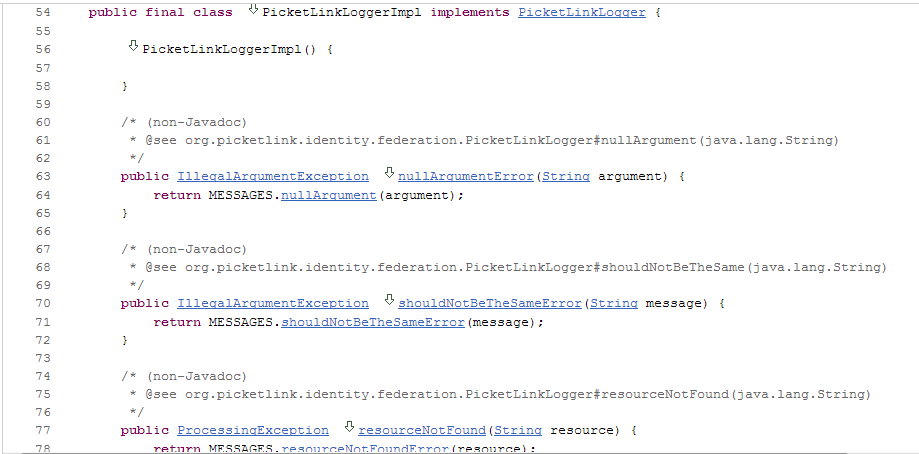 54 public final class PicketLinkLoggerImpl implements PicketLinkLogger {
55
56 PicketLinkLoggerImpl() {
57
58 }
59
60 /* (non-Javadoc)
61 * @see org.picketlink.identity.federation.PicketLinkLogger#nullArgument(java.lang.String)
62 */
63 public IllegalArgumentException nullArgumentError(String argument) {
64 return MESSAGES.nullArgument(argument);
65 }
66
67 /* (non-Javadoc)
68 * @see org.picketlink.identity.federation.PicketLinkLogger#shouldNotBeTheSame(java.lang.String)
69 */
70 public IllegalArgumentException shouldNotBeTheSameError(String message) {
71 return MESSAGES.shouldNotBeTheSameError(message);
72 }
73
74 /* (non-Javadoc)
75 * @see org.picketlink.identity.federation.PicketLinkLogger#resourceNotFound(java.lang.String)
76 */
77 public ProcessingException resourceNotFound(String resource) {
78 return MESSAGES.resourceNotFoundError(resource);